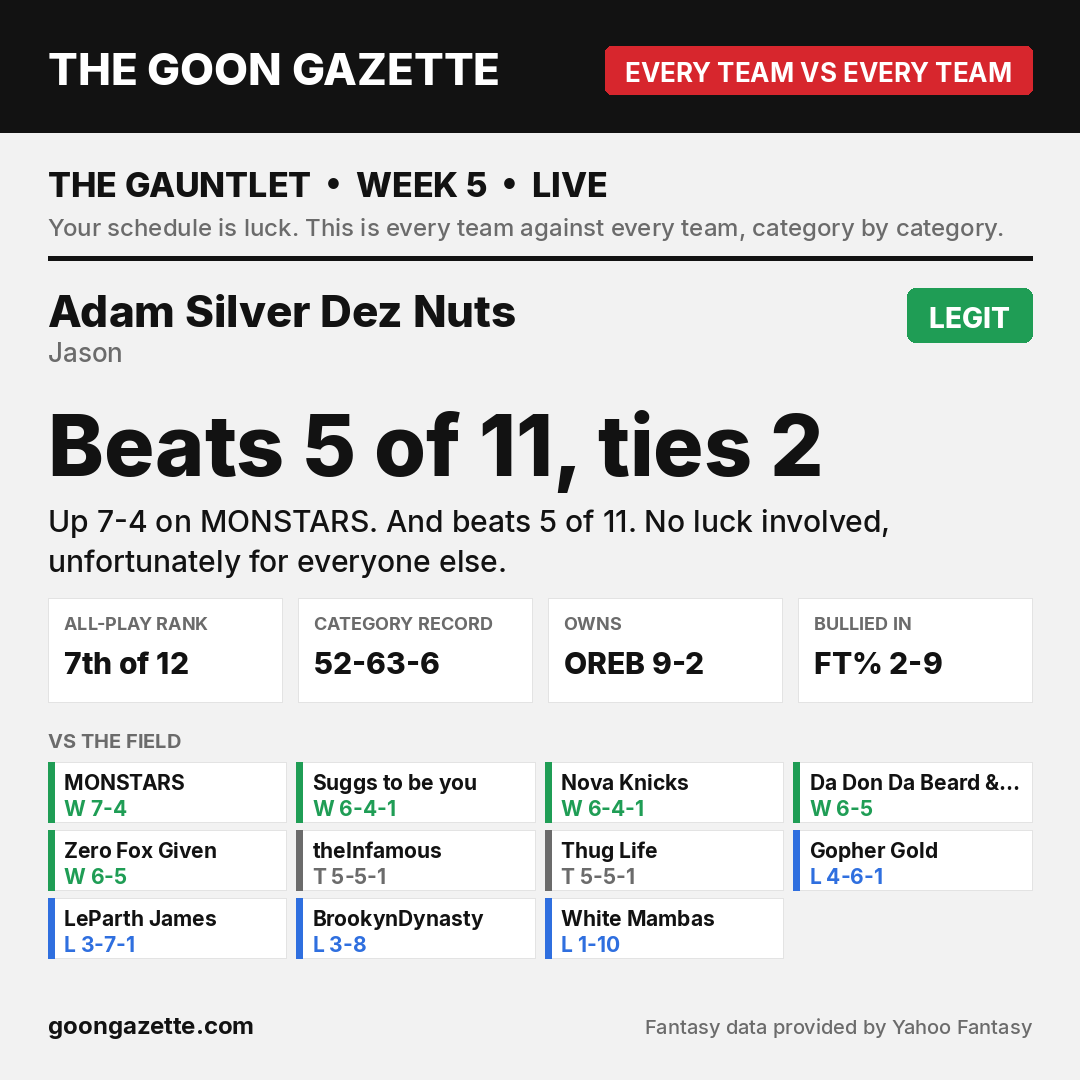 THE GOON GAZETTE
EVERY TEAM VS EVERY TEAM
THE GAUNTLET • WEEK 5 • LIVE
Your schedule is luck. This is every team against every team, category by category.
Adam Silver Dez Nuts
LEGIT
Jason
Beats 5 of 11, ties 2
Up 7-4 on MONSTARS. And beats 5 of 11. No luck involved,
unfortunately for everyone else.
ALL-PLAY RANK
7th of 12
CATEGORY RECORD
52-63-6
OWNS
OREB 9-2
BULLIED IN
FT% 2-9
VS THE FIELD
MONSTARS
W 7-4
Suggs to be you
W 6-4-1
Nova Knicks
W 6-4-1
Da Don Da Beard &...
W 6-5
Zero Fox Given
W 6-5
theInfamous
T 5-5-1
Thug Life
T 5-5-1
Gopher Gold
L 4-6-1
LeParth James
L 3-7-1
BrookynDynasty
L 3-8
White Mambas
L 1-10
goongazette.com
Fantasy data provided by Yahoo Fantasy